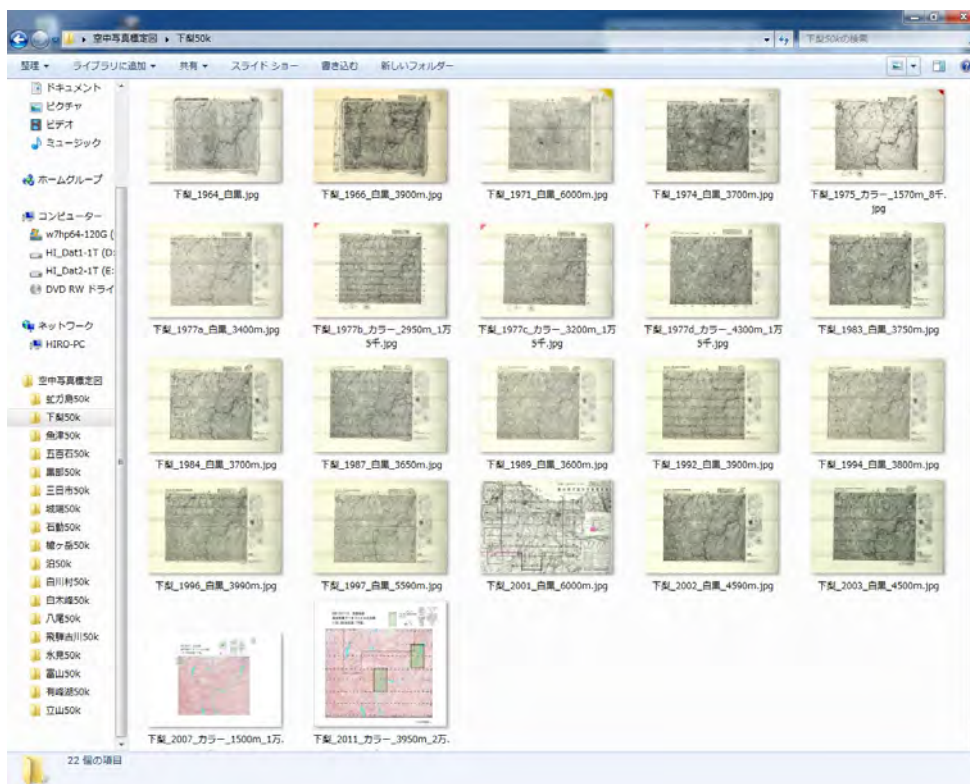 空中写真標定図 ▸ 下梨50k
下梨50kの検索
整理 ライブラリに追加 共有 スライド ショー 書き込む 新しいフォルダー
ドキュメント
ピクチャ
ビデオ
ミュージック
ホームグループ
コンピューター
w7hp64-120G (
HI_Dat1-1T (D:
HI_Dat2-1T (E:
DVD RW ドライ
ネットワーク
HIRO-PC
空中写真標定図
虻ガ島50k
下梨50k
魚津50k
五百石50k
黒部50k
三日市50k
城端50k
石動50k
槍ヶ岳50k
泊50k
白川村50k
白木峰50k
八尾50k
飛騨古川50k
氷見50k
富山50k
有峰湖50k
立山50k
下梨_1964_白黒.jpg
下梨_1966_白黒_3900m.jpg
下梨_1971_白黒_6000m.jpg
下梨_1974_白黒_3700m.jpg
下梨_1975_カラー_1570m_8千.
jpg
下梨_1977a_白黒_3400m.jpg
下梨_1977b_カラー_2950m_1万
5千.jpg
下梨_1977c_カラー_3200m_1万
5千.jpg
下梨_1977d_カラー_4300m_1万
5千.jpg
下梨_1983_白黒_3750m.jpg
下梨_1984_白黒_3700m.jpg
下梨_1987_白黒_3650m.jpg
下梨_1989_白黒_3600m.jpg
下梨_1992_白黒_3900m.jpg
下梨_1994_白黒_3800m.jpg
下梨_1996_白黒_3990m.jpg
下梨_1997_白黒_5590m.jpg
下梨_2001_白黒_6000m.jpg
下梨_2002_白黒_4590m.jpg
下梨_2003_白黒_4500m.jpg
下梨_2007_カラー_1500m_1万.
下梨_2011_カラー_3950m_2万.
22 個の項目